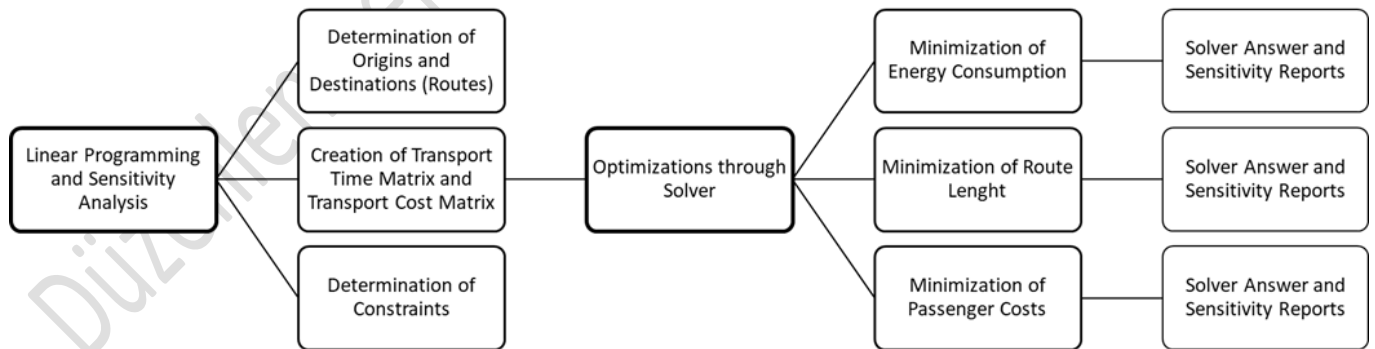 Determination of
Origins and
Destinations (Routes)
Minimization of
Energy Consumption
Solver Answer and
Sensitivity Reports
Linear Programming
and Sensitivity
Analysis
Creation of Transport
Time Matrix and
Transport Cost Matrix
Optimizations through
Solver
Minimization of Route
Lenght
Solver Answer and
Sensitivity Reports
Determination of
Constraints
Minimization of
Passenger Costs
Solver Answer and
Sensitivity Reports